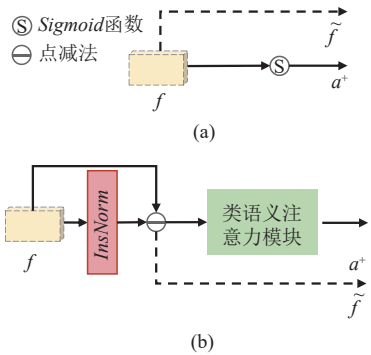 Ⓢ Sigmoid函数
⊖ 点减法
f̃
S
f
a⁺
(a)
InsNorm
类语义注
意力模块
f
a⁺
f̃
(b)